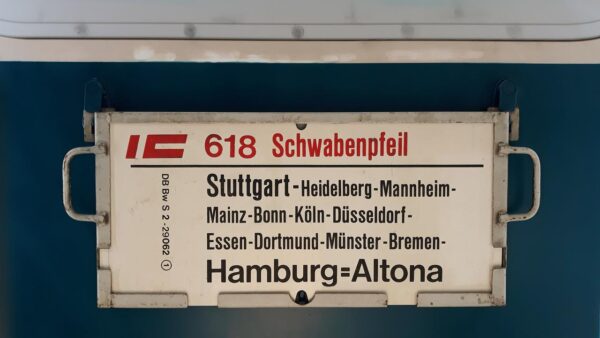 IC 618 Schwabenpfeil
Stuttgart-Heidelberg-Mannheim-
Mainz-Bonn-Köln-Düsseldorf-
Essen-Dortmund-Münster-Bremen-
Hamburg=Altona
DB Bw S 2 -29062 1